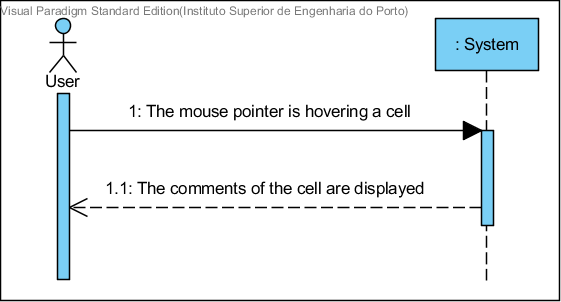 Visual Paradigm Standard Edition(Instituto Superior de Engenharia do Porto)
: System
User
1: The mouse pointer is hovering a cell
1.1: The comments of the cell are displayed